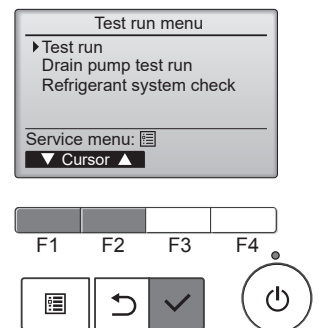 Test run menu
Test run
Drain pump test run
Refrigerant system check
Service menu:
▼ Cursor ▲
F1 F2 F3 F4